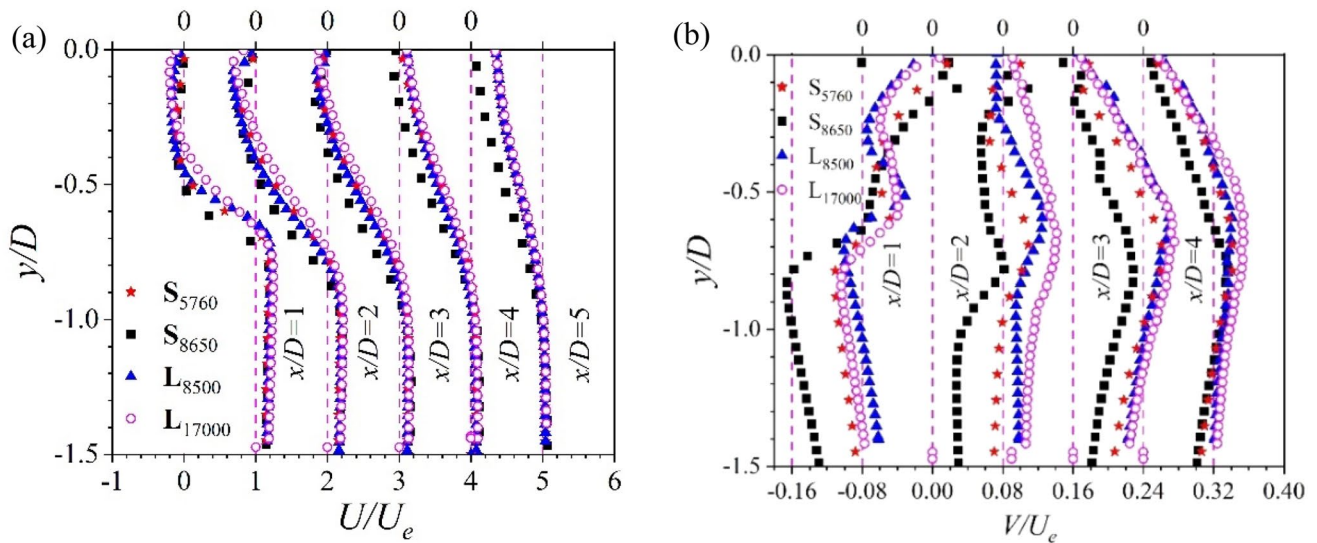 (a)
0 0 0 0 0
0.0
-0.5
-1.0
-1.5
y/D
S5760
S8650
L8500
L17000
x/D=1
x/D=2
x/D=3
x/D=4
x/D=5
-1 0 1 2 3 4 5 6
U/Ue
(b)
0 0 0 0 0
0.0
-0.5
-1.0
-1.5
y/D
S5760
S8650
L8500
L17000
x/D=1
x/D=2
x/D=3
x/D=4
-0.16 -0.08 0.00 0.08 0.16 0.24 0.32 0.40
V/Ue